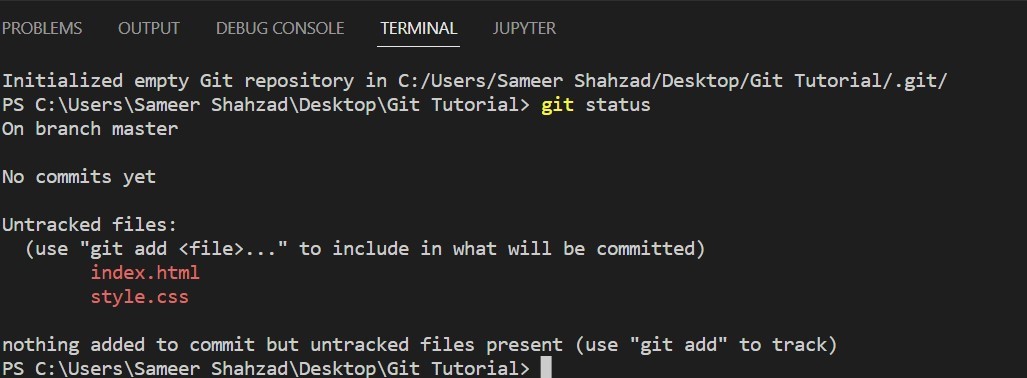 PROBLEMS OUTPUT DEBUG CONSOLE TERMINAL JUPYTER
Initialized empty Git repository in C:/Users/Sameer Shahzad/Desktop/Git Tutorial/.git/
PS C:\Users\Sameer Shahzad\Desktop\Git Tutorial> git status
On branch master
No commits yet
Untracked files:
(use "git add <file>..." to include in what will be committed)
index.html
style.css
nothing added to commit but untracked files present (use "git add" to track)
PS C:\Users\Sameer Shahzad\Desktop\Git Tutorial>